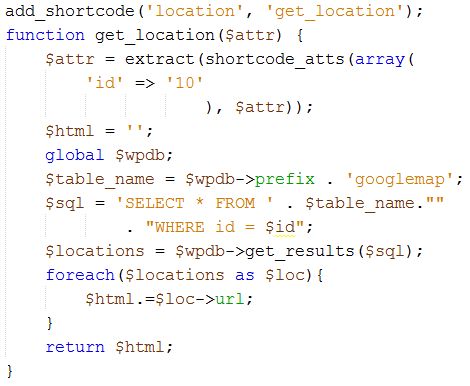 add_shortcode('location', 'get_location');
function get_location($attr) {
    $attr = extract(shortcode_atts(array(
        'id' => '10'
                    ), $attr));
    $html = '';
    global $wpdb;
    $table_name = $wpdb->prefix . 'googlemap';
    $sql = 'SELECT * FROM ' . $table_name.""
            . "WHERE id = $id";
    $locations = $wpdb->get_results($sql);
    foreach($locations as $loc){
        $html.=$loc->url;
    }
    return $html;
}